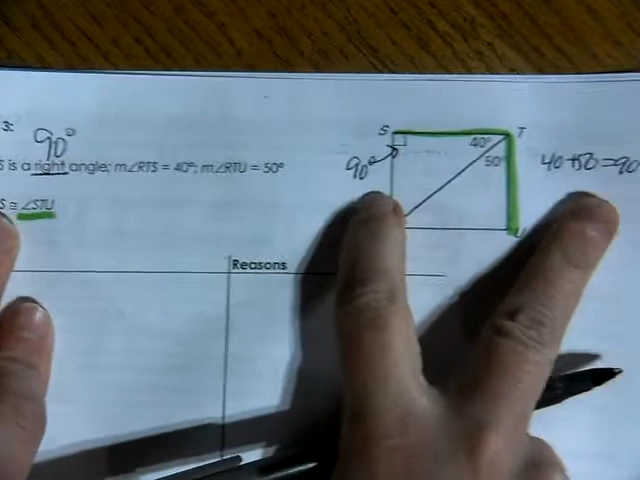 3:
90°
S is a right angle; m∠RTS = 40°; m∠RTU = 50°
S ≅ ∠STU
S
T
40°
50°
90°
40+50=90
Reasons